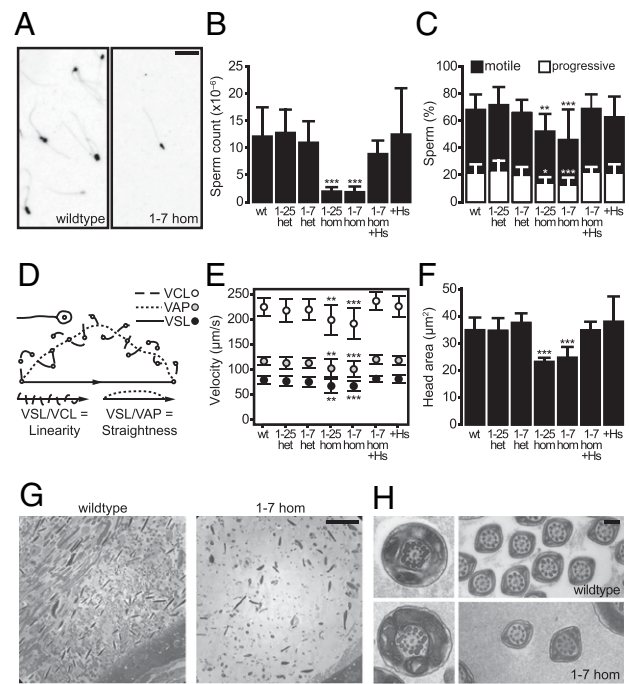 A
wildtype
1-7 hom
B
Sperm count (x10⁻⁶)
25
20
15
10
5
0
*** ***
wt 1-25 het 1-7 het 1-25 hom 1-7 hom 1-7 hom +Hs +Hs
C
motile progressive
Sperm (%)
100
80
60
40
20
0
** ***
* ***
wt 1-25 het 1-7 het 1-25 hom 1-7 hom 1-7 hom +Hs +Hs
D
VCL
VAP
VSL
VSL/VCL =
Linearity
VSL/VAP =
Straightness
E
Velocity (μm/s)
250
200
150
100
50
0
** ***
** ***
** ***
wt 1-25 het 1-7 het 1-25 hom 1-7 hom 1-7 hom +Hs +Hs
F
Head area (μm²)
50
40
30
20
10
0
*** ***
wt 1-25 het 1-7 het 1-25 hom 1-7 hom 1-7 hom +Hs +Hs
G
wildtype
1-7 hom
H
wildtype
1-7 hom